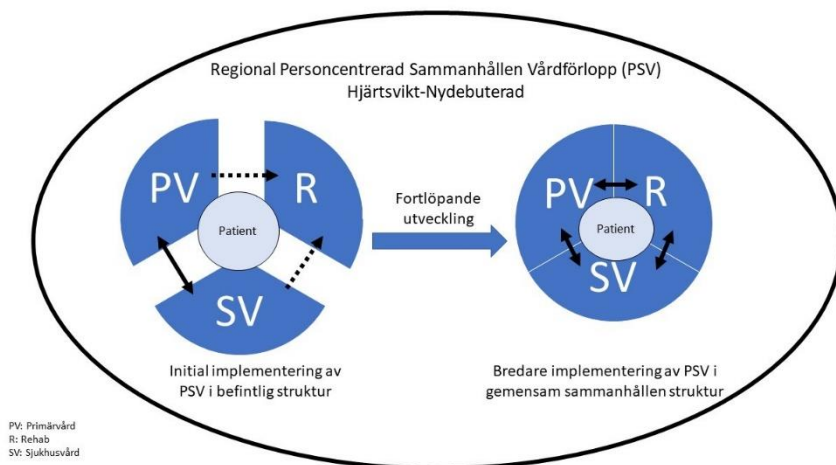 Regional Personcentrerad Sammanhållen Vårdförlopp (PSV)
Hjärtsvikt-Nydebuterad
PV
R
Patient
SV
Initial implementering av
PSV i befintlig struktur
Fortlöpande
utveckling
PV
R
Patient
SV
Bredare implementering av PSV i
gemensam sammanhållen struktur
PV: Primärvård
R: Rehab
SV: Sjukhusvård